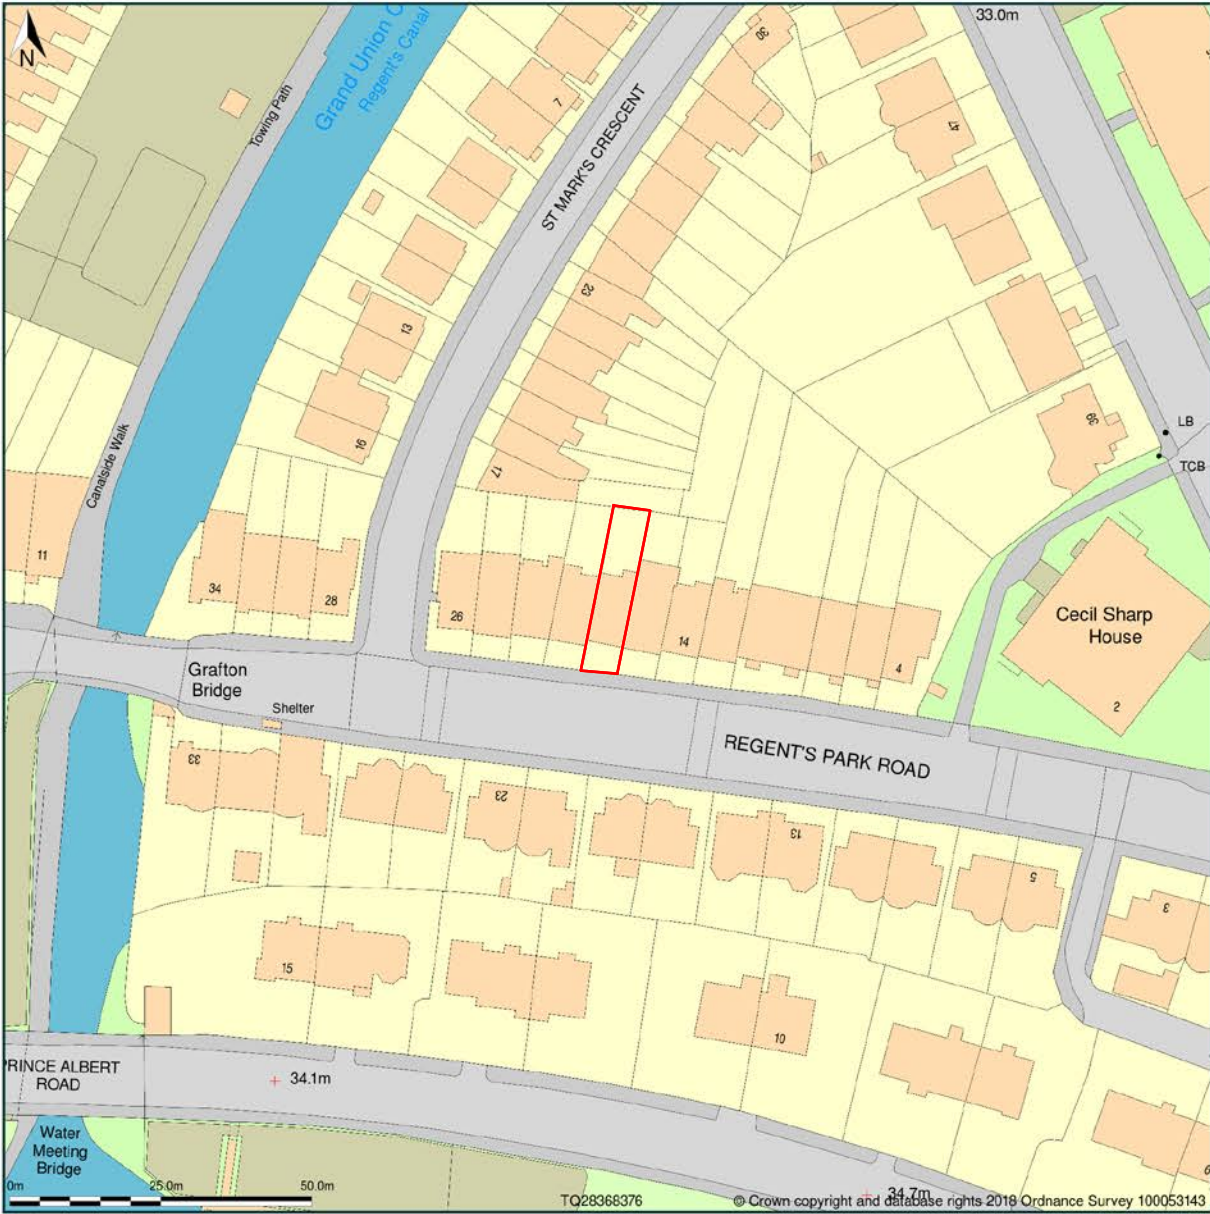 33.0m
N
Grand Union C
Regent's Canal
30
7
47
Towing Path
ST MARK'S CRESCENT
23
13
16
39
LB
TCB
Canalside Walk
17
11
34
28
26
14
4
Cecil Sharp
House
2
Grafton
Bridge
Shelter
REGENT'S PARK ROAD
33
23
13
5
3
15
10
PRINCE ALBERT
ROAD
34.1m
Water
Meeting
Bridge
6
34.7m
0m 25.0m 50.0m
TQ28368376
© Crown copyright and database rights 2018 Ordnance Survey 100053143